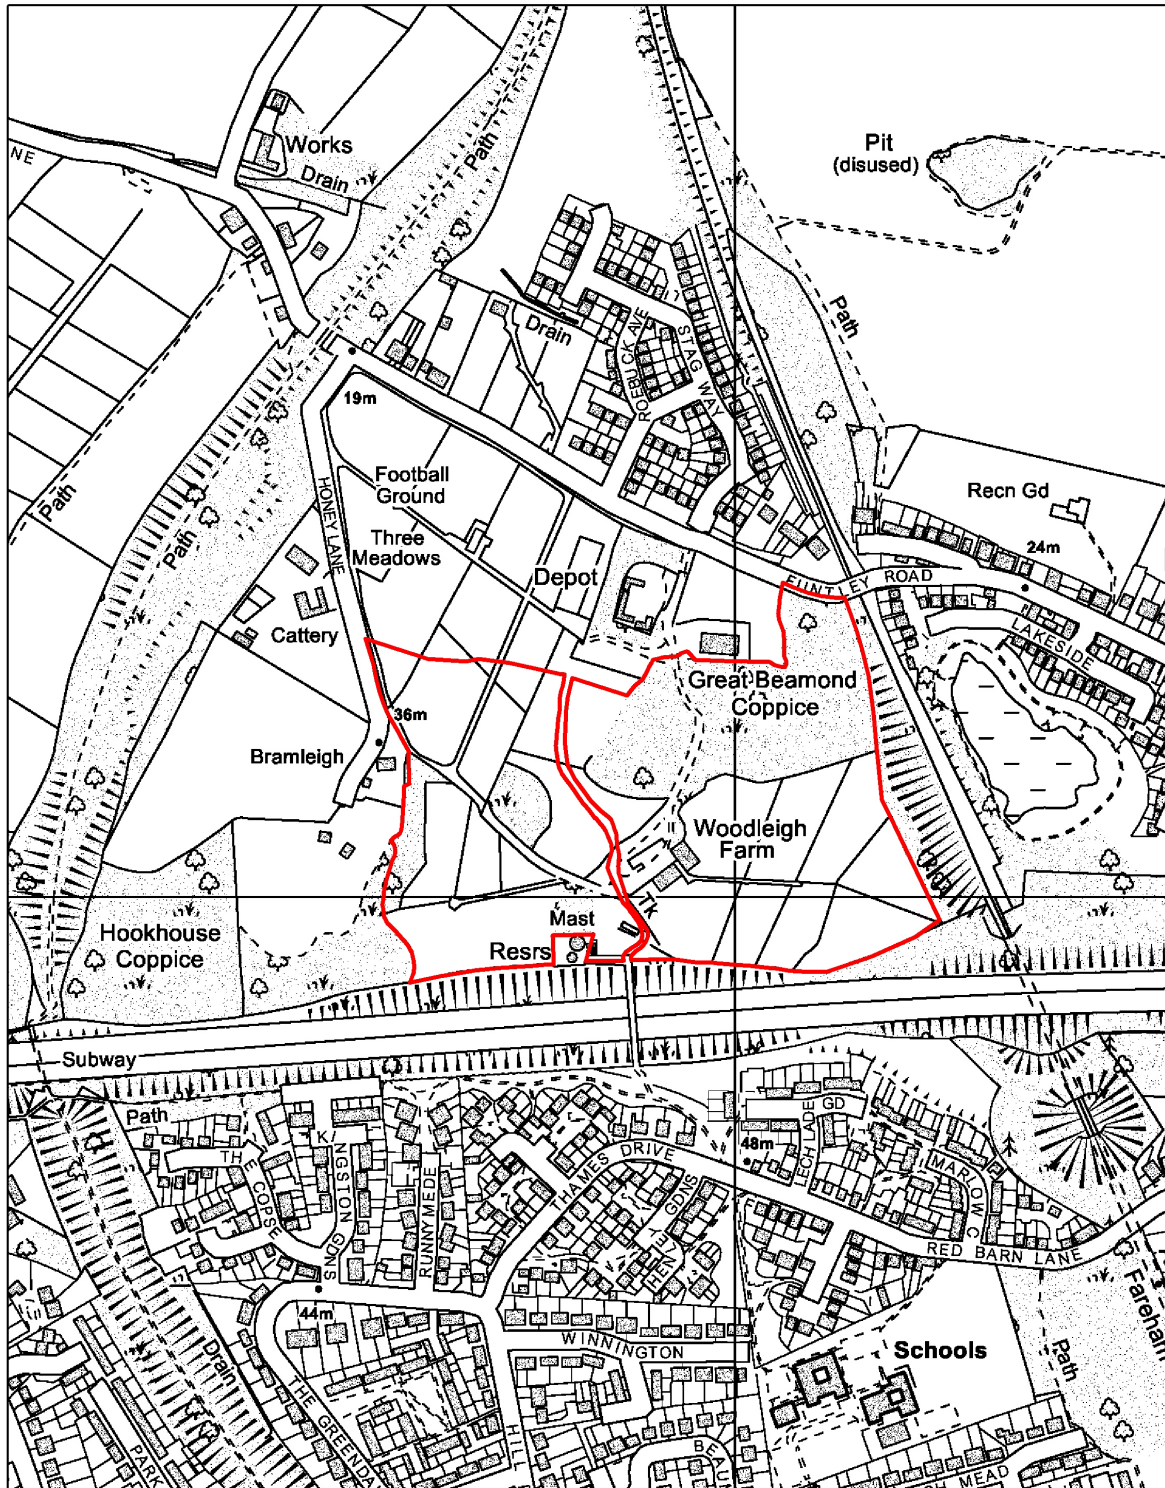 NE
Works
Drain
Path
Pit
(disused)
Path
Drain
ROEBUCK AVE
STAG WAY
19m
Football
Ground
Three
Meadows
HONEY LANE
Path
Path
Recn Gd
24m
Depot
FUNTLEY ROAD
LAKESIDE
Cattery
Great Beamond
Coppice
36m
Bramleigh
Woodleigh
Farm
Tk
Mast
Resrs
Hookhouse
Coppice
Subway
Path
THE COPSE
KINGSTON GDNS
RUNNYMEDE
THAMES DRIVE
GDNS
48m
LECHLADE
GD
MARLOW C
RED BARN LANE
44m
Drain
WINNINGTON
Schools
Path
Fareham
THE GREENDA
HILL
PARK
BEAU
CH MEAD